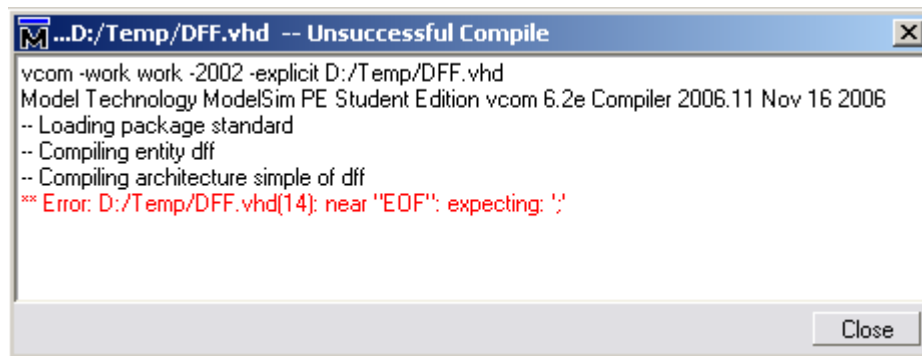 ...D:/Temp/DFF.vhd -- Unsuccessful Compile
vcom -work work -2002 -explicit D:/Temp/DFF.vhd
Model Technology ModelSim PE Student Edition vcom 6.2e Compiler 2006.11 Nov 16 2006
-- Loading package standard
-- Compiling entity dff
-- Compiling architecture simple of dff
** Error: D:/Temp/DFF.vhd(14): near "EOF": expecting: ';'
Close